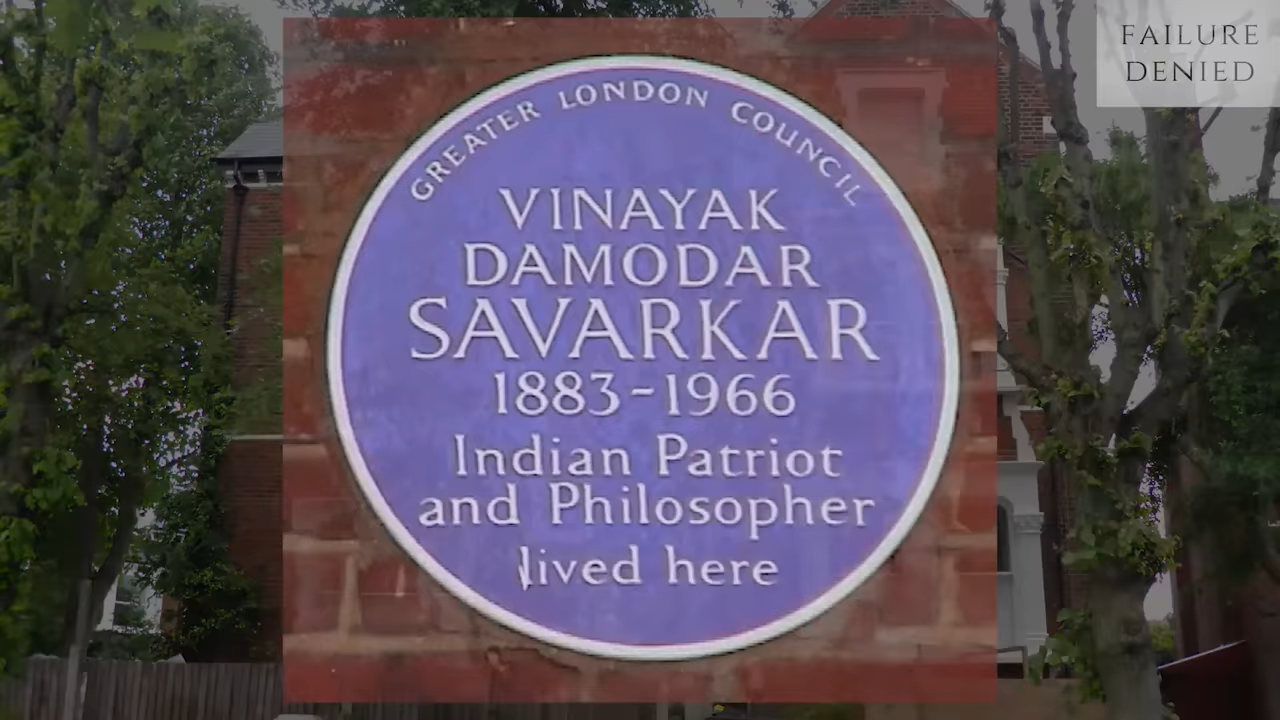 FAILURE
DENIED
GREATER LONDON COUNCIL
VINAYAK
DAMODAR
SAVARKAR
1883-1966
Indian Patriot
and Philosopher
lived here